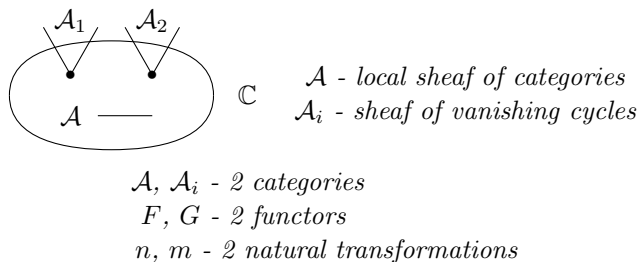 𝒜₁ 𝒜₂
𝒜 - local sheaf of categories
ℂ
𝒜ᵢ - sheaf of vanishing cycles
𝒜
𝒜, 𝒜ᵢ - 2 categories
F, G - 2 functors
n, m - 2 natural transformations